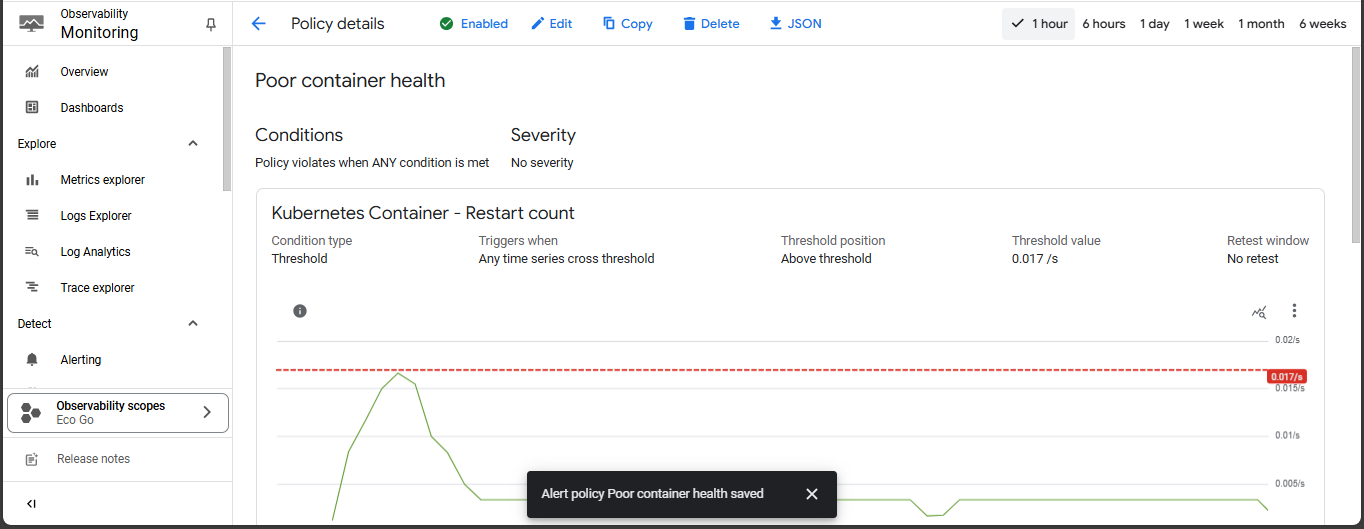 Observability
Monitoring
Policy details
Enabled
Edit
Copy
Delete
JSON
1 hour
6 hours
1 day
1 week
1 month
6 weeks
Overview
Dashboards
Explore
Metrics explorer
Logs Explorer
Log Analytics
Trace explorer
Detect
Alerting
Observability scopes
Eco Go
Release notes
Poor container health
Conditions
Policy violates when ANY condition is met
Severity
No severity
Kubernetes Container - Restart count
Condition type
Threshold
Triggers when
Any time series cross threshold
Threshold position
Above threshold
Threshold value
0.017 /s
Retest window
No retest
0.02/s
0.017/s
0.015/s
0.01/s
0.005/s
Alert policy Poor container health saved